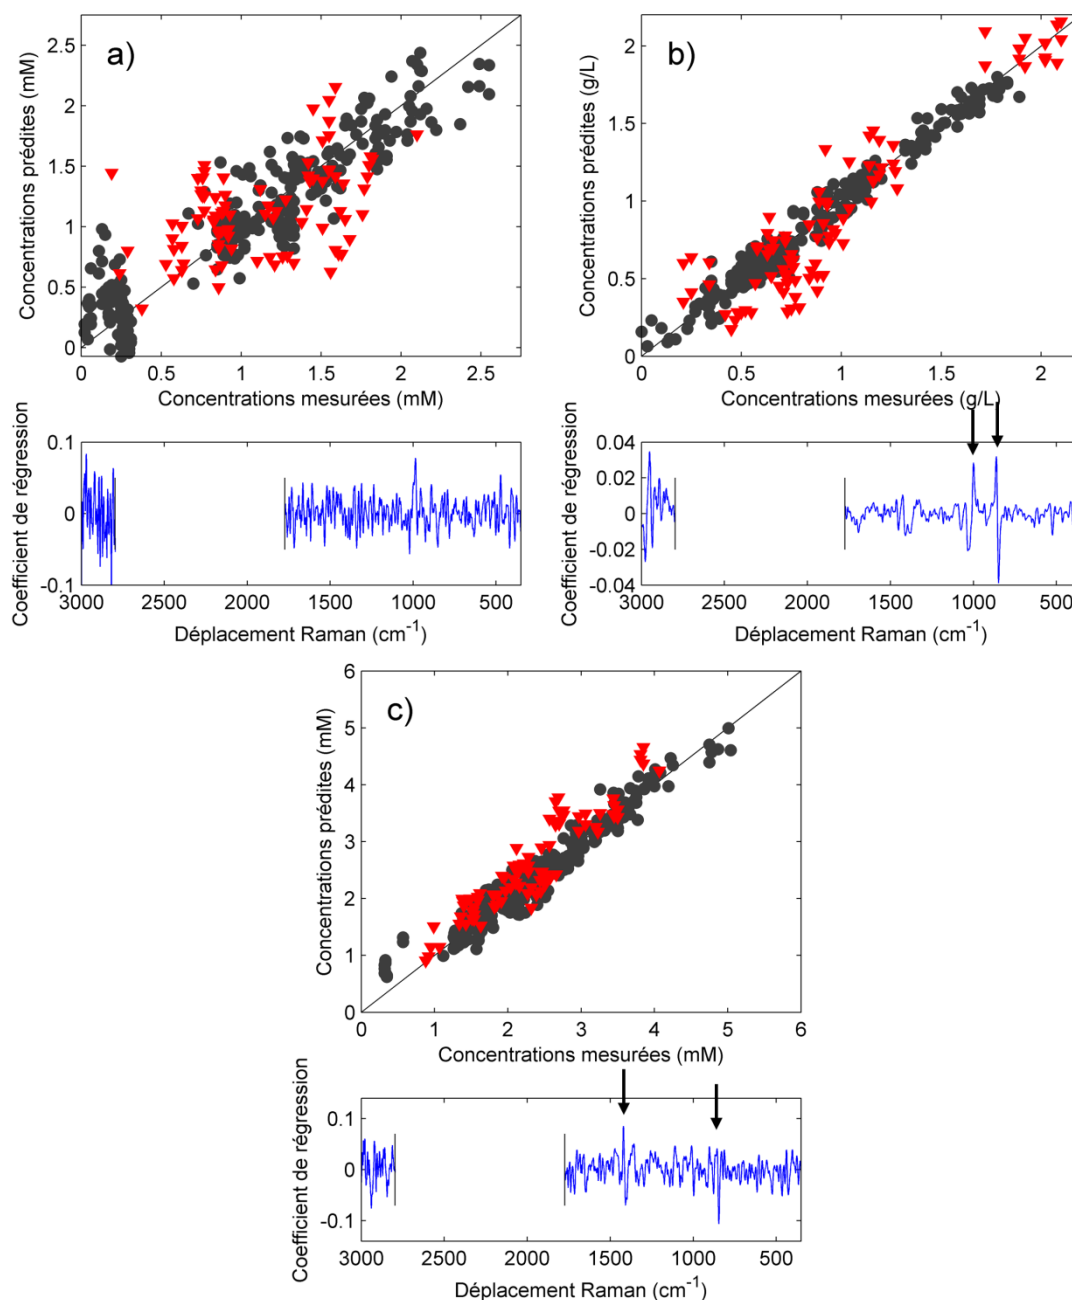 a)
Concentrations prédites (mM)
2.5
2
1.5
1
0.5
0
0 0.5 1 1.5 2 2.5
Concentrations mesurées (mM)
b)
Concentrations prédites (g/L)
2
1.5
1
0.5
0
0 0.5 1 1.5 2
Concentrations mesurées (g/L)
Coefficient de régression
0.1
0
-0.1
3000 2500 2000 1500 1000 500
Déplacement Raman (cm⁻¹)
Coefficient de régression
0.04
0.02
0
-0.02
-0.04
3000 2500 2000 1500 1000 500
Déplacement Raman (cm⁻¹)
c)
Concentrations prédites (mM)
6
5
4
3
2
1
0
0 1 2 3 4 5 6
Concentrations mesurées (mM)
Coefficient de régression
0.1
0
-0.1
3000 2500 2000 1500 1000 500
Déplacement Raman (cm⁻¹)